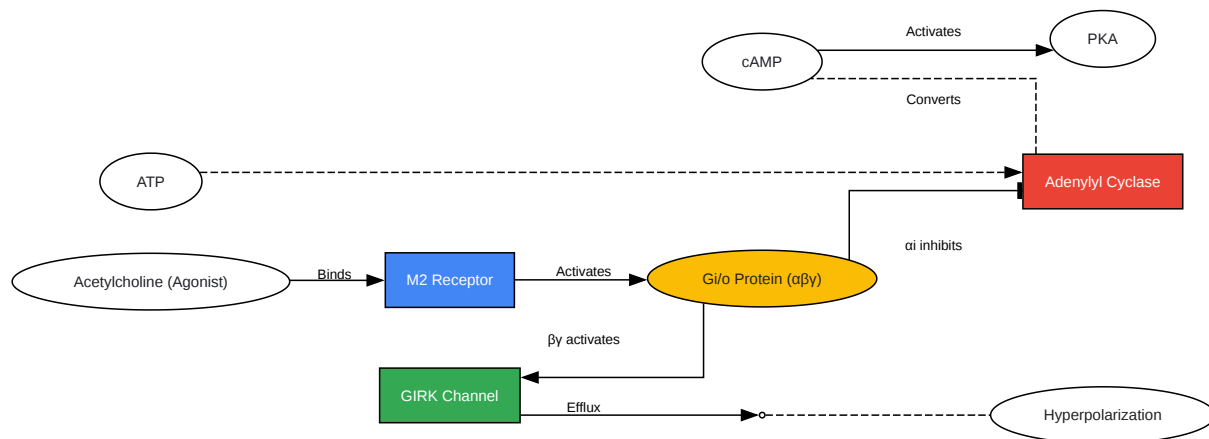 Activates
PKA
cAMP
Converts
ATP
Adenylyl Cyclase
αi inhibits
Acetylcholine (Agonist)
Binds
M2 Receptor
Activates
Gi/o Protein (αβγ)
βγ activates
GIRK Channel
Efflux
Hyperpolarization